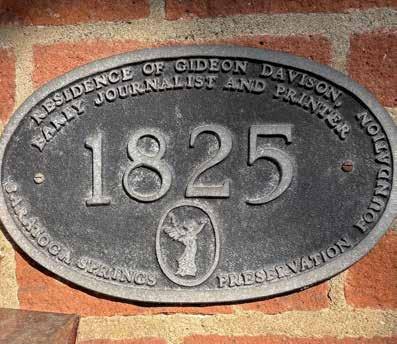 RESIDENCE OF GIDEON DAVISON,
EARLY JOURNALIST AND PRINTER
1825
SARATOGA SPRINGS PRESERVATION FOUNDATION